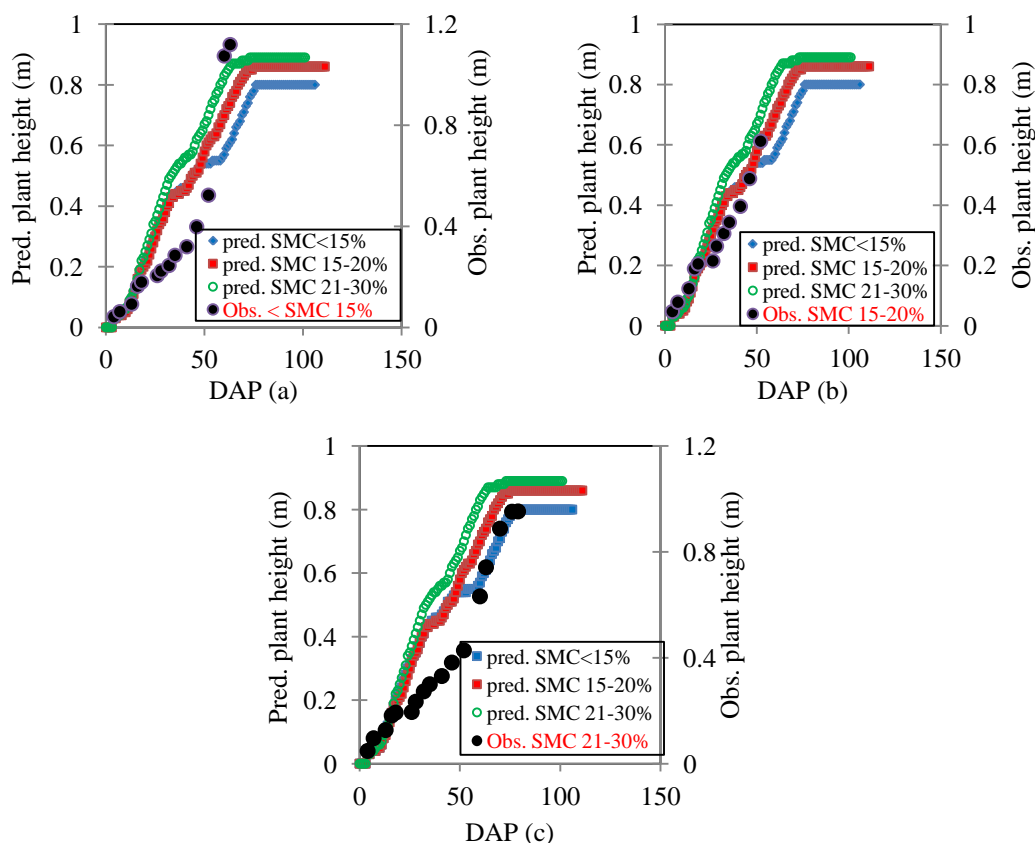 Pred. plant height (m)
1
0.8
0.6
0.4
0.2
0
0
50
100
150
1.2
0.8
0.4
0
Obs. plant height (m)
pred. SMC<15%
pred. SMC 15-20%
pred. SMC 21-30%
Obs. < SMC 15%
DAP (a)
Pred. plant height (m)
1
0.8
0.6
0.4
0.2
0
0
50
100
150
1
0.8
0.6
0.4
0.2
0
Obs. plant height (m)
pred. SMC<15%
pred. SMC 15-20%
pred. SMC 21-30%
Obs. SMC 15-20%
DAP (b)
Pred. plant height (m)
1
0.8
0.6
0.4
0.2
0
0
50
100
150
1.2
0.8
0.4
0
Obs. plant height (m)
pred. SMC<15%
pred. SMC 15-20%
pred. SMC 21-30%
Obs. SMC 21-30%
DAP (c)